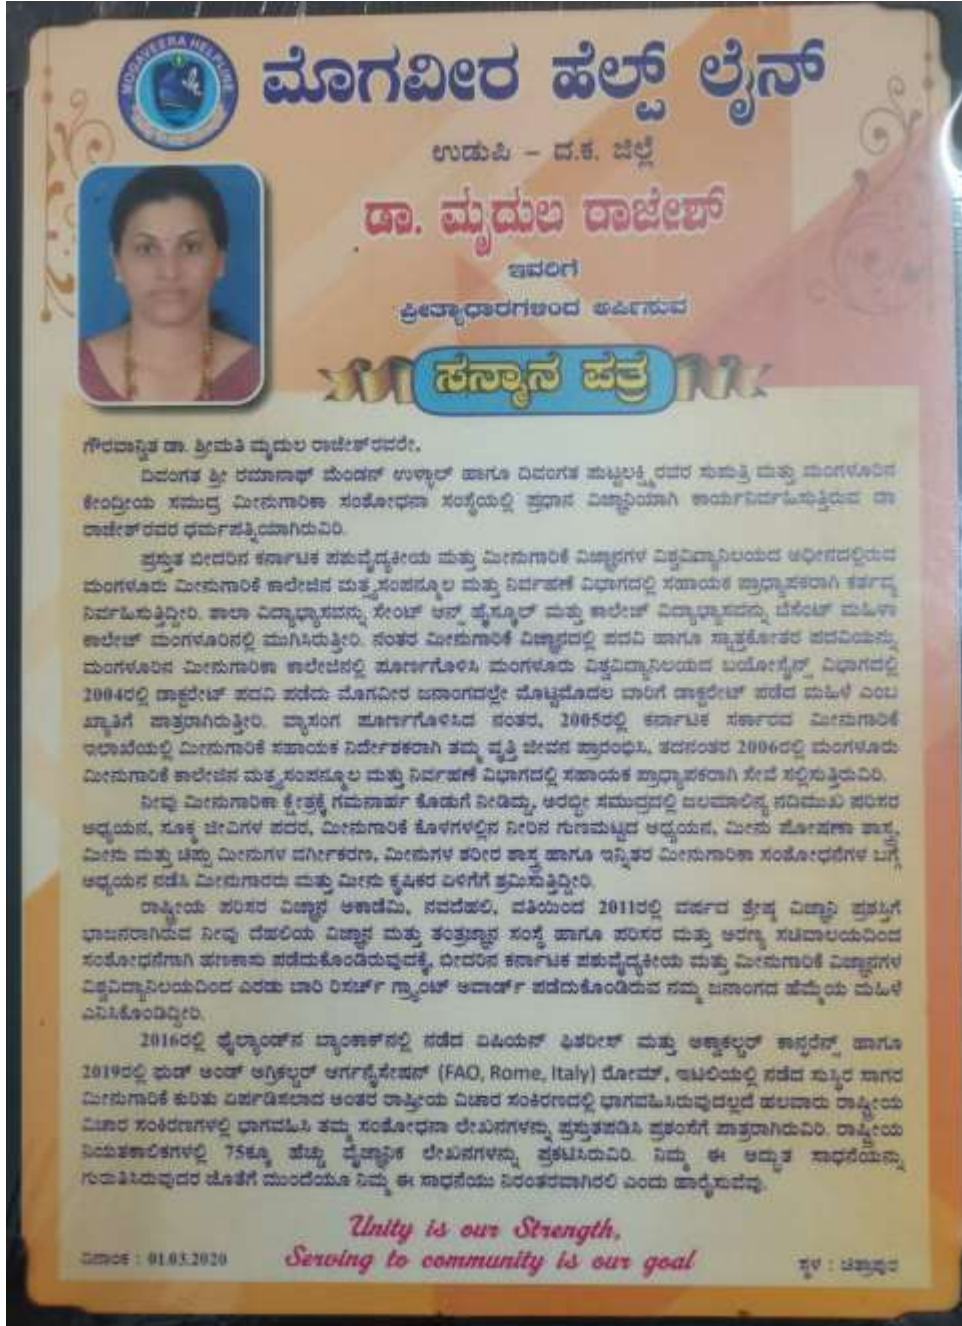 MOGAVEERA HELPLINE
ಮೊಗವೀರ ಹೆಲ್ಪ್ ಲೈನ್
ಉಡುಪಿ – ದ.ಕ. ಜಿಲ್ಲೆ
ಡಾ. ಮೃದುಲ ರಾಜೇಶ್
ಇವರಿಗೆ
ಪ್ರೀತ್ಯಾಧಾರಗಳಿಂದ ಅರ್ಪಿಸುವ
ಸನ್ಮಾನ ಪತ್ರ
ಗೌರವಾನ್ವಿತ ಡಾ. ಶ್ರೀಮತಿ ಮೃದುಲ ರಾಜೇಶ್‌ರವರೇ,
ದಿವಂಗತ ಶ್ರೀ ರಮಾನಾಥ್ ಮೆಂಡನ್ ಉಳ್ಳಾಲ್ ಹಾಗೂ ದಿವಂಗತ ಪುಟ್ಟಲಕ್ಷ್ಮಿರವರ ಸುಪುತ್ರಿ ಮತ್ತು ಮಂಗಳೂರಿನ
ಕೇಂದ್ರೀಯ ಸಮುದ್ರ ಮೀನುಗಾರಿಕಾ ಸಂಶೋಧನಾ ಸಂಸ್ಥೆಯಲ್ಲಿ ಪ್ರಧಾನ ವಿಜ್ಞಾನಿಯಾಗಿ ಕಾರ್ಯನಿರ್ವಹಿಸುತ್ತಿರುವ ಡಾ
ರಾಜೇಶ್‌ರವರ ಧರ್ಮಪತ್ನಿಯಾಗಿರುವಿರಿ.
ಪ್ರಸ್ತುತ ಬೀದರಿನ ಕರ್ನಾಟಕ ಪಶುವೈದ್ಯಕೀಯ ಮತ್ತು ಮೀನುಗಾರಿಕೆ ವಿಜ್ಞಾನಗಳ ವಿಶ್ವವಿದ್ಯಾನಿಲಯದ ಅಧೀನದಲ್ಲಿರುವ
ಮಂಗಳೂರು ಮೀನುಗಾರಿಕೆ ಕಾಲೇಜಿನ ಮತ್ಸ್ಯಸಂಪನ್ಮೂಲ ಮತ್ತು ನಿರ್ವಹಣೆ ವಿಭಾಗದಲ್ಲಿ ಸಹಾಯಕ ಪ್ರಾಧ್ಯಾಪಕರಾಗಿ ಕರ್ತವ್ಯ
ನಿರ್ವಹಿಸುತ್ತಿದ್ದೀರಿ. ಶಾಲಾ ವಿದ್ಯಾಭ್ಯಾಸವನ್ನು ಸೇಂಟ್ ಆನ್ಸ್ ಹೈಸ್ಕೂಲ್ ಮತ್ತು ಕಾಲೇಜ್ ವಿದ್ಯಾಭ್ಯಾಸವನ್ನು ಬೆಸೆಂಟ್ ಮಹಿಳಾ
ಕಾಲೇಜ್ ಮಂಗಳೂರಿನಲ್ಲಿ ಮುಗಿಸಿರುತ್ತೀರಿ. ನಂತರ ಮೀನುಗಾರಿಕೆ ವಿಜ್ಞಾನದಲ್ಲಿ ಪದವಿ ಹಾಗೂ ಸ್ನಾತ್ತಕೋತರ ಪದವಿಯನ್ನು
ಮಂಗಳೂರಿನ ಮೀನುಗಾರಿಕಾ ಕಾಲೇಜಿನಲ್ಲಿ ಪೂರ್ಣಗೊಳಿಸಿ ಮಂಗಳೂರು ವಿಶ್ವವಿದ್ಯಾನಿಲಯದ ಬಯೋಸೈನ್ಸ್ ವಿಭಾಗದಲ್ಲಿ
2004ರಲ್ಲಿ ಡಾಕ್ಟರೇಟ್ ಪದವಿ ಪಡೆದು ಮೊಗವೀರ ಜನಾಂಗದಲ್ಲೇ ಮೊಟ್ಟಮೊದಲ ಬಾರಿಗೆ ಡಾಕ್ಟರೇಟ್ ಪಡೆದ ಮಹಿಳೆ ಎಂಬ
ಖ್ಯಾತಿಗೆ ಪಾತ್ರರಾಗಿರುತ್ತೀರಿ. ವ್ಯಾಸಂಗ ಪೂರ್ಣಗೊಳಿಸಿದ ನಂತರ, 2005ರಲ್ಲಿ ಕರ್ನಾಟಕ ಸರ್ಕಾರದ ಮೀನುಗಾರಿಕೆ
ಇಲಾಖೆಯಲ್ಲಿ ಮೀನುಗಾರಿಕೆ ಸಹಾಯಕ ನಿರ್ದೇಶಕರಾಗಿ ತಮ್ಮ ವೃತ್ತಿ ಜೀವನ ಪ್ರಾರಂಭಿಸಿ, ತದನಂತರ 2006ರಲ್ಲಿ ಮಂಗಳೂರು
ಮೀನುಗಾರಿಕೆ ಕಾಲೇಜಿನ ಮತ್ಸ್ಯಸಂಪನ್ಮೂಲ ಮತ್ತು ನಿರ್ವಹಣೆ ವಿಭಾಗದಲ್ಲಿ ಸಹಾಯಕ ಪ್ರಾಧ್ಯಾಪಕರಾಗಿ ಸೇವೆ ಸಲ್ಲಿಸುತ್ತಿರುವಿರಿ.
ನೀವು ಮೀನುಗಾರಿಕಾ ಕ್ಷೇತ್ರಕ್ಕೆ ಗಮನಾರ್ಹ ಕೊಡುಗೆ ನೀಡಿದ್ದು, ಅರಬ್ಬೀ ಸಮುದ್ರದಲ್ಲಿ ಜಲಮಾಲಿನ್ಯ ನದಿಮುಖ ಪರಿಸರ
ಅಧ್ಯಯನ, ಸೂಕ್ಷ್ಮ ಜೀವಿಗಳ ಪದರ, ಮೀನುಗಾರಿಕೆ ಕೊಳಗಳಲ್ಲಿನ ನೀರಿನ ಗುಣಮಟ್ಟದ ಅಧ್ಯಯನ, ಮೀನು ಪೋಷಣಾ ಶಾಸ್ತ್ರ,
ಮೀನು ಮತ್ತು ಚಿಪ್ಪು ಮೀನುಗಳ ವರ್ಗೀಕರಣ, ಮೀನುಗಳ ಶರೀರ ಶಾಸ್ತ್ರ ಹಾಗೂ ಇನ್ನಿತರ ಮೀನುಗಾರಿಕಾ ಸಂಶೋಧನೆಗಳ ಬಗ್ಗೆ
ಅಧ್ಯಯನ ನಡೆಸಿ ಮೀನುಗಾರರು ಮತ್ತು ಮೀನು ಕೃಷಿಕರ ಏಳಿಗೆಗೆ ಶ್ರಮಿಸುತ್ತಿದ್ದೀರಿ.
ರಾಷ್ಟ್ರೀಯ ಪರಿಸರ ವಿಜ್ಞಾನ ಅಕಾಡೆಮಿ, ನವದೆಹಲಿ, ವತಿಯಿಂದ 2011ರಲ್ಲಿ ವರ್ಷದ ಶ್ರೇಷ್ಠ ವಿಜ್ಞಾನಿ ಪ್ರಶಸ್ತಿಗೆ
ಭಾಜನರಾಗಿರುವ ನೀವು ದೆಹಲಿಯ ವಿಜ್ಞಾನ ಮತ್ತು ತಂತ್ರಜ್ಞಾನ ಸಂಸ್ಥೆ ಹಾಗೂ ಪರಿಸರ ಮತ್ತು ಅರಣ್ಯ ಸಚಿವಾಲಯದಿಂದ
ಸಂಶೋಧನೆಗಾಗಿ ಹಣಕಾಸು ಪಡೆದುಕೊಂಡಿರುವುದಕ್ಕೆ, ಬೀದರಿನ ಕರ್ನಾಟಕ ಪಶುವೈದ್ಯಕೀಯ ಮತ್ತು ಮೀನುಗಾರಿಕೆ ವಿಜ್ಞಾನಗಳ
ವಿಶ್ವವಿದ್ಯಾನಿಲಯದಿಂದ ಎರಡು ಬಾರಿ ರಿಸರ್ಚ್ ಗ್ರ್ಯಾಂಟ್ ಅವಾರ್ಡ್ ಪಡೆದುಕೊಂಡಿರುವ ನಮ್ಮ ಜನಾಂಗದ ಹೆಮ್ಮೆಯ ಮಹಿಳೆ
ಎನಿಸಿಕೊಂಡಿದ್ದೀರಿ.
2016ರಲ್ಲಿ ಥೈಲ್ಯಾಂಡ್‌ನ ಬ್ಯಾಂಕಾಕ್‌ನಲ್ಲಿ ನಡೆದ ಏಷಿಯನ್ ಫಿಶರೀಸ್ ಮತ್ತು ಅಕ್ವಾಕಲ್ಚರ್ ಕಾನ್ಫರೆನ್ಸ್ ಹಾಗೂ
2019ರಲ್ಲಿ ಫುಡ್ ಅಂಡ್ ಅಗ್ರಿಕಲ್ಚರ್ ಆರ್ಗನೈಸೇಷನ್ (FAO, Rome, Italy) ರೋಮ್, ಇಟಲಿಯಲ್ಲಿ ನಡೆದ ಸುಸ್ಥಿರ ಸಾಗರ
ಮೀನುಗಾರಿಕೆ ಕುರಿತು ಏರ್ಪಡಿಸಲಾದ ಅಂತರ ರಾಷ್ಟ್ರೀಯ ವಿಚಾರ ಸಂಕಿರಣದಲ್ಲಿ ಭಾಗವಹಿಸಿರುವುದಲ್ಲದೆ ಹಲವಾರು ರಾಷ್ಟ್ರೀಯ
ವಿಚಾರ ಸಂಕಿರಣಗಳಲ್ಲಿ ಭಾಗವಹಿಸಿ ತಮ್ಮ ಸಂಶೋಧನಾ ಲೇಖನಗಳನ್ನು ಪ್ರಸ್ತುತಪಡಿಸಿ ಪ್ರಶಂಸೆಗೆ ಪಾತ್ರರಾಗಿರುವಿರಿ. ರಾಷ್ಟ್ರೀಯ
ನಿಯತಕಾಲಿಕಗಳಲ್ಲಿ 75ಕ್ಕೂ ಹೆಚ್ಚು ವೈಜ್ಞಾನಿಕ ಲೇಖನಗಳನ್ನು ಪ್ರಕಟಿಸಿರುವಿರಿ. ನಿಮ್ಮ ಈ ಅದ್ಭುತ ಸಾಧನೆಯನ್ನು
ಗುರುತಿಸಿರುವುದರ ಜೊತೆಗೆ ಮುಂದೆಯೂ ನಿಮ್ಮ ಈ ಸಾಧನೆಯು ನಿರಂತರವಾಗಿರಲಿ ಎಂದು ಹಾರೈಸುವೆವು.
Unity is our Strength,
Serving to community is our goal
ದಿನಾಂಕ : 01.03.2020
ಸ್ಥಳ : ಚಿತ್ರಾಪುರ